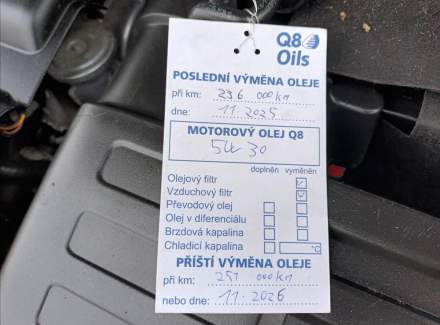 Q8
Oils
POSLEDNÍ VÝMĚNA OLEJE
při km: 236 000 KM
dne: 11.2025
MOTOROVÝ OLEJ Q8
5W30
doplněn vyměněn
Olejový filtr
Vzduchový filtr
Převodový olej
Olej v diferenciálu
Brzdová kapalina
Chladicí kapalina °C
PŘÍŠTÍ VÝMĚNA OLEJE
při km: 251 000 KM
nebo dne: 11.2026